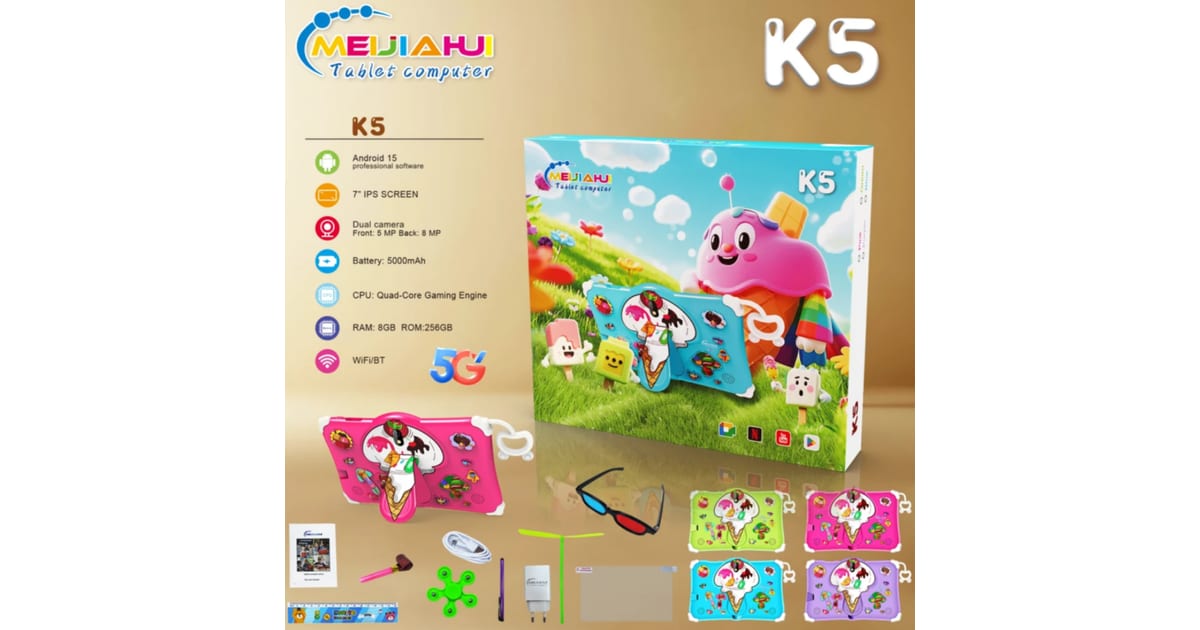 MEIJIAHUI
Tablet computer
K5
K5
Android 15
professional software
7" IPS SCREEN
Dual camera
Front: 5 MP Back: 8 MP
Battery: 5000mAh
CPU: Quad-Core Gaming Engine
RAM: 8GB ROM:256GB
WiFi/BT
5G
MEIJIAHUI
Tablet computer
K5
K5
MEIJIAHUI